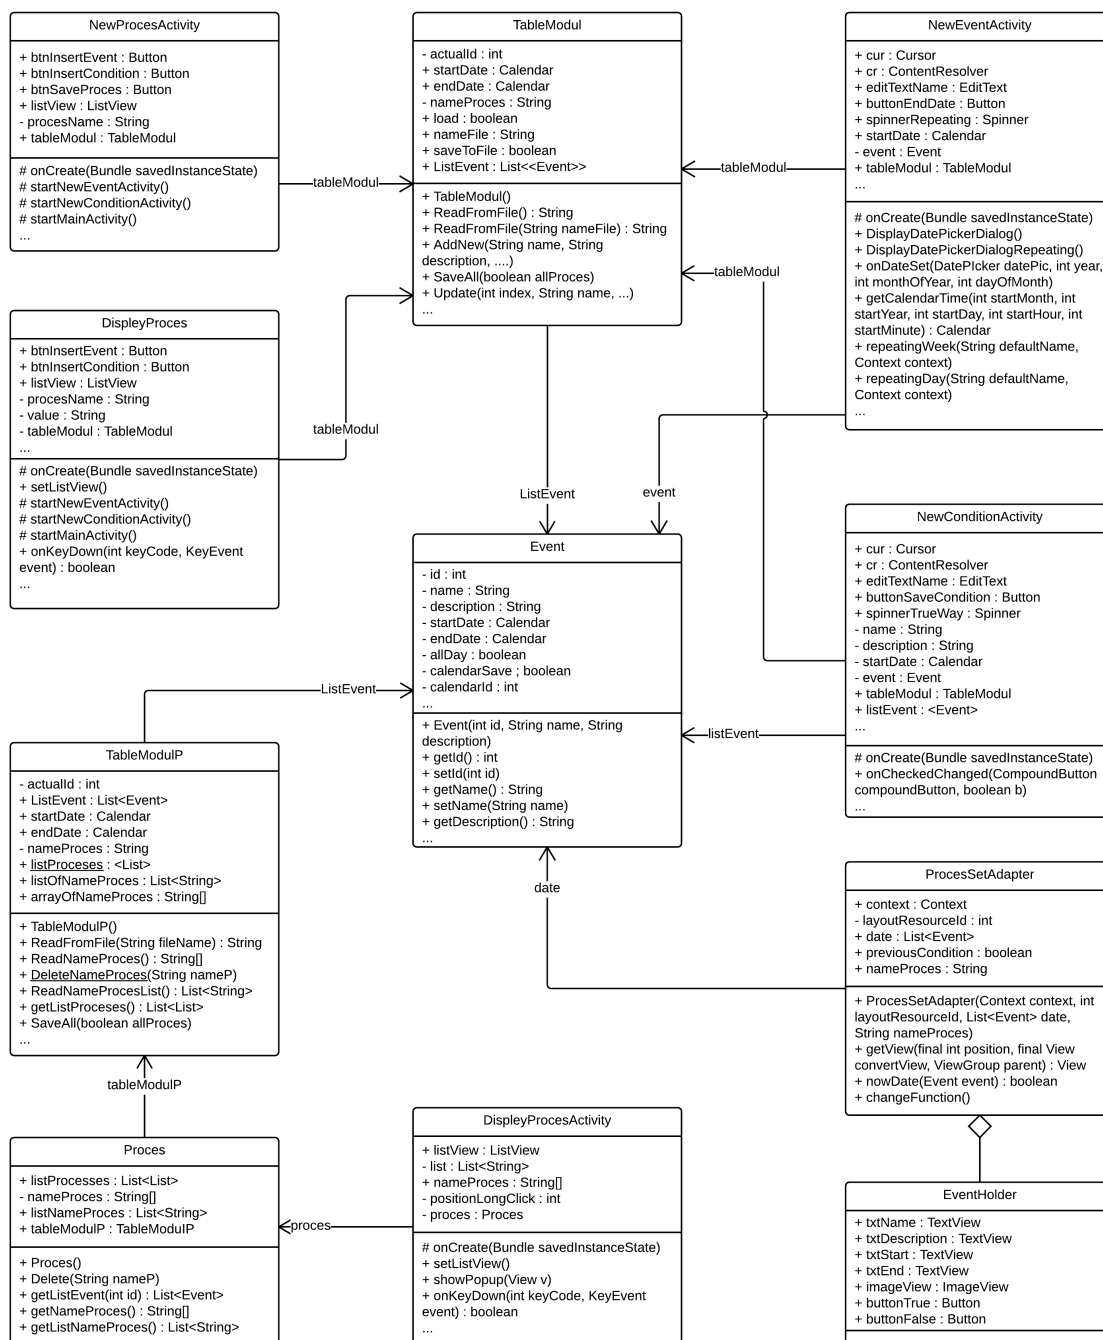 NewProcesActivity
+ btnInsertEvent : Button
+ btnInsertCondition : Button
+ btnSaveProces : Button
+ listView : ListView
- procesName : String
+ tableModul : TableModul
# onCreate(Bundle savedInstanceState)
# startNewEventActivity()
# startNewConditionActivity()
# startMainActivity()
...
tableModul
TableModul
- actualId : int
+ startDate : Calendar
+ endDate : Calendar
- nameProces : String
+ load : boolean
+ nameFile : String
+ saveToFile : boolean
+ ListEvent : List<<Event>>
+ TableModul()
+ ReadFromFile() : String
+ ReadFromFile(String nameFile) : String
+ AddNew(String name, String
description, ....)
+ SaveAll(boolean allProces)
+ Update(int index, String name, ...)
...
tableModul
tableModul
NewEventActivity
+ cur : Cursor
+ cr : ContentResolver
+ editTextName : EditText
+ buttonEndDate : Button
+ spinnerRepeating : Spinner
+ startDate : Calendar
- event : Event
+ tableModul : TableModul
...
# onCreate(Bundle savedInstanceState)
+ DisplayDatePickerDialog()
+ DisplayDatePickerDialogRepeating()
+ onDateSet(DatePIcker datePic, int year,
int monthOfYear, int dayOfMonth)
+ getCalendarTime(int startMonth, int
startYear, int startDay, int startHour, int
startMinute) : Calendar
+ repeatingWeek(String defaultName,
Context context)
+ repeatingDay(String defaultName,
Context context)
...
DispleyProces
+ btnInsertEvent : Button
+ btnInsertCondition : Button
+ listView : ListView
- procesName : String
- value : String
- tableModul : TableModul
...
# onCreate(Bundle savedInstanceState)
+ setListView()
# startNewEventActivity()
# startNewConditionActivity()
# startMainActivity()
+ onKeyDown(int keyCode, KeyEvent
event) : boolean
...
tableModul
ListEvent
event
Event
- id : int
- name : String
- description : String
- startDate : Calendar
- endDate : Calendar
- allDay : boolean
- calendarSave ; boolean
- calendarId : int
...
+ Event(int id, String name, String
description)
+ getId() : int
+ setId(int id)
+ getName() : String
+ setName(String name)
+ getDescription() : String
...
NewConditionActivity
+ cur : Cursor
+ cr : ContentResolver
+ editTextName : EditText
+ buttonSaveCondition : Button
+ spinnerTrueWay : Spinner
- name : String
- description : String
- startDate : Calendar
- event : Event
+ tableModul : TableModul
+ listEvent : <Event>
...
# onCreate(Bundle savedInstanceState)
+ onCheckedChanged(CompoundButton
compoundButton, boolean b)
...
ListEvent
listEvent
TableModulP
- actualId : int
+ ListEvent : List<Event>
+ startDate : Calendar
+ endDate : Calendar
- nameProces : String
+ listProceses : <List>
+ listOfNameProces : List<String>
+ arrayOfNameProces : String[]
+ TableModulP()
+ ReadFromFile(String fileName) : String
+ ReadNameProces() : String[]
+ DeleteNameProces(String nameP)
+ ReadNameProcesList() : List<String>
+ getListProceses() : List<List>
+ SaveAll(boolean allProces)
...
date
ProcesSetAdapter
+ context : Context
- layoutResourceId : int
+ date : List<Event>
+ previousCondition : boolean
+ nameProces : String
+ ProcesSetAdapter(Context context, int
layoutResourceId, List<Event> date,
String nameProces)
+ getView(final int position, final View
convertView, ViewGroup parent) : View
+ nowDate(Event event) : boolean
+ changeFunction()
tableModulP
Proces
+ listProcesses : List<List>
- nameProces : String[]
+ listNameProces : List<String>
+ tableModulP : TableModulP
+ Proces()
+ Delete(String nameP)
+ getListEvent(int id) : List<Event>
+ getNameProces() : String[]
+ getListNameProces() : List<String>
proces
DispleyProcesActivity
+ listView : ListView
- list : List<String>
+ nameProces : String[]
- positionLongClick : int
- proces : Proces
# onCreate(Bundle savedInstanceState)
+ setListView()
+ showPopup(View v)
+ onKeyDown(int keyCode, KeyEvent
event) : boolean
...
EventHolder
+ txtName : TextView
+ txtDescription : TextView
+ txtStart : TextView
+ txtEnd : TextView
+ imageView : ImageView
+ buttonTrue : Button
+ buttonFalse : Button